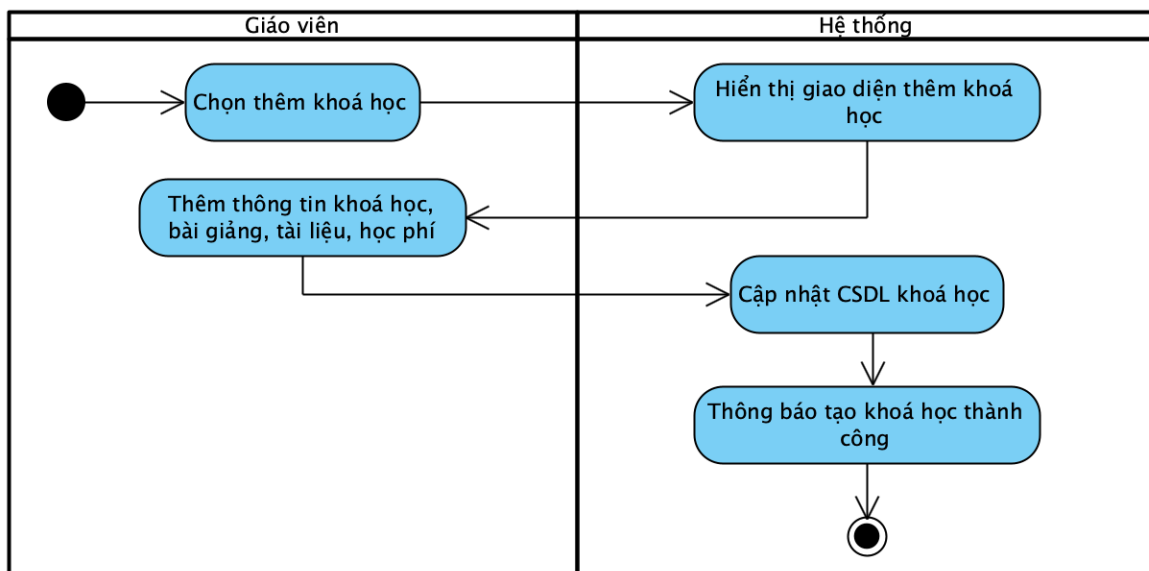 Giáo viên
Hệ thống
Chọn thêm khoá học
Hiển thị giao diện thêm khoá
học
Thêm thông tin khoá học,
bài giảng, tài liệu, học phí
Cập nhật CSDL khoá học
Thông báo tạo khoá học thành
công